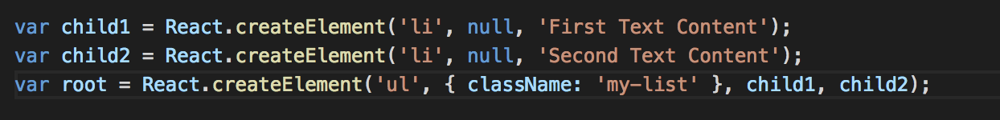 var child1 = React.createElement('li', null, 'First Text Content');
var child2 = React.createElement('li', null, 'Second Text Content');
var root = React.createElement('ul', { className: 'my-list' }, child1, child2);